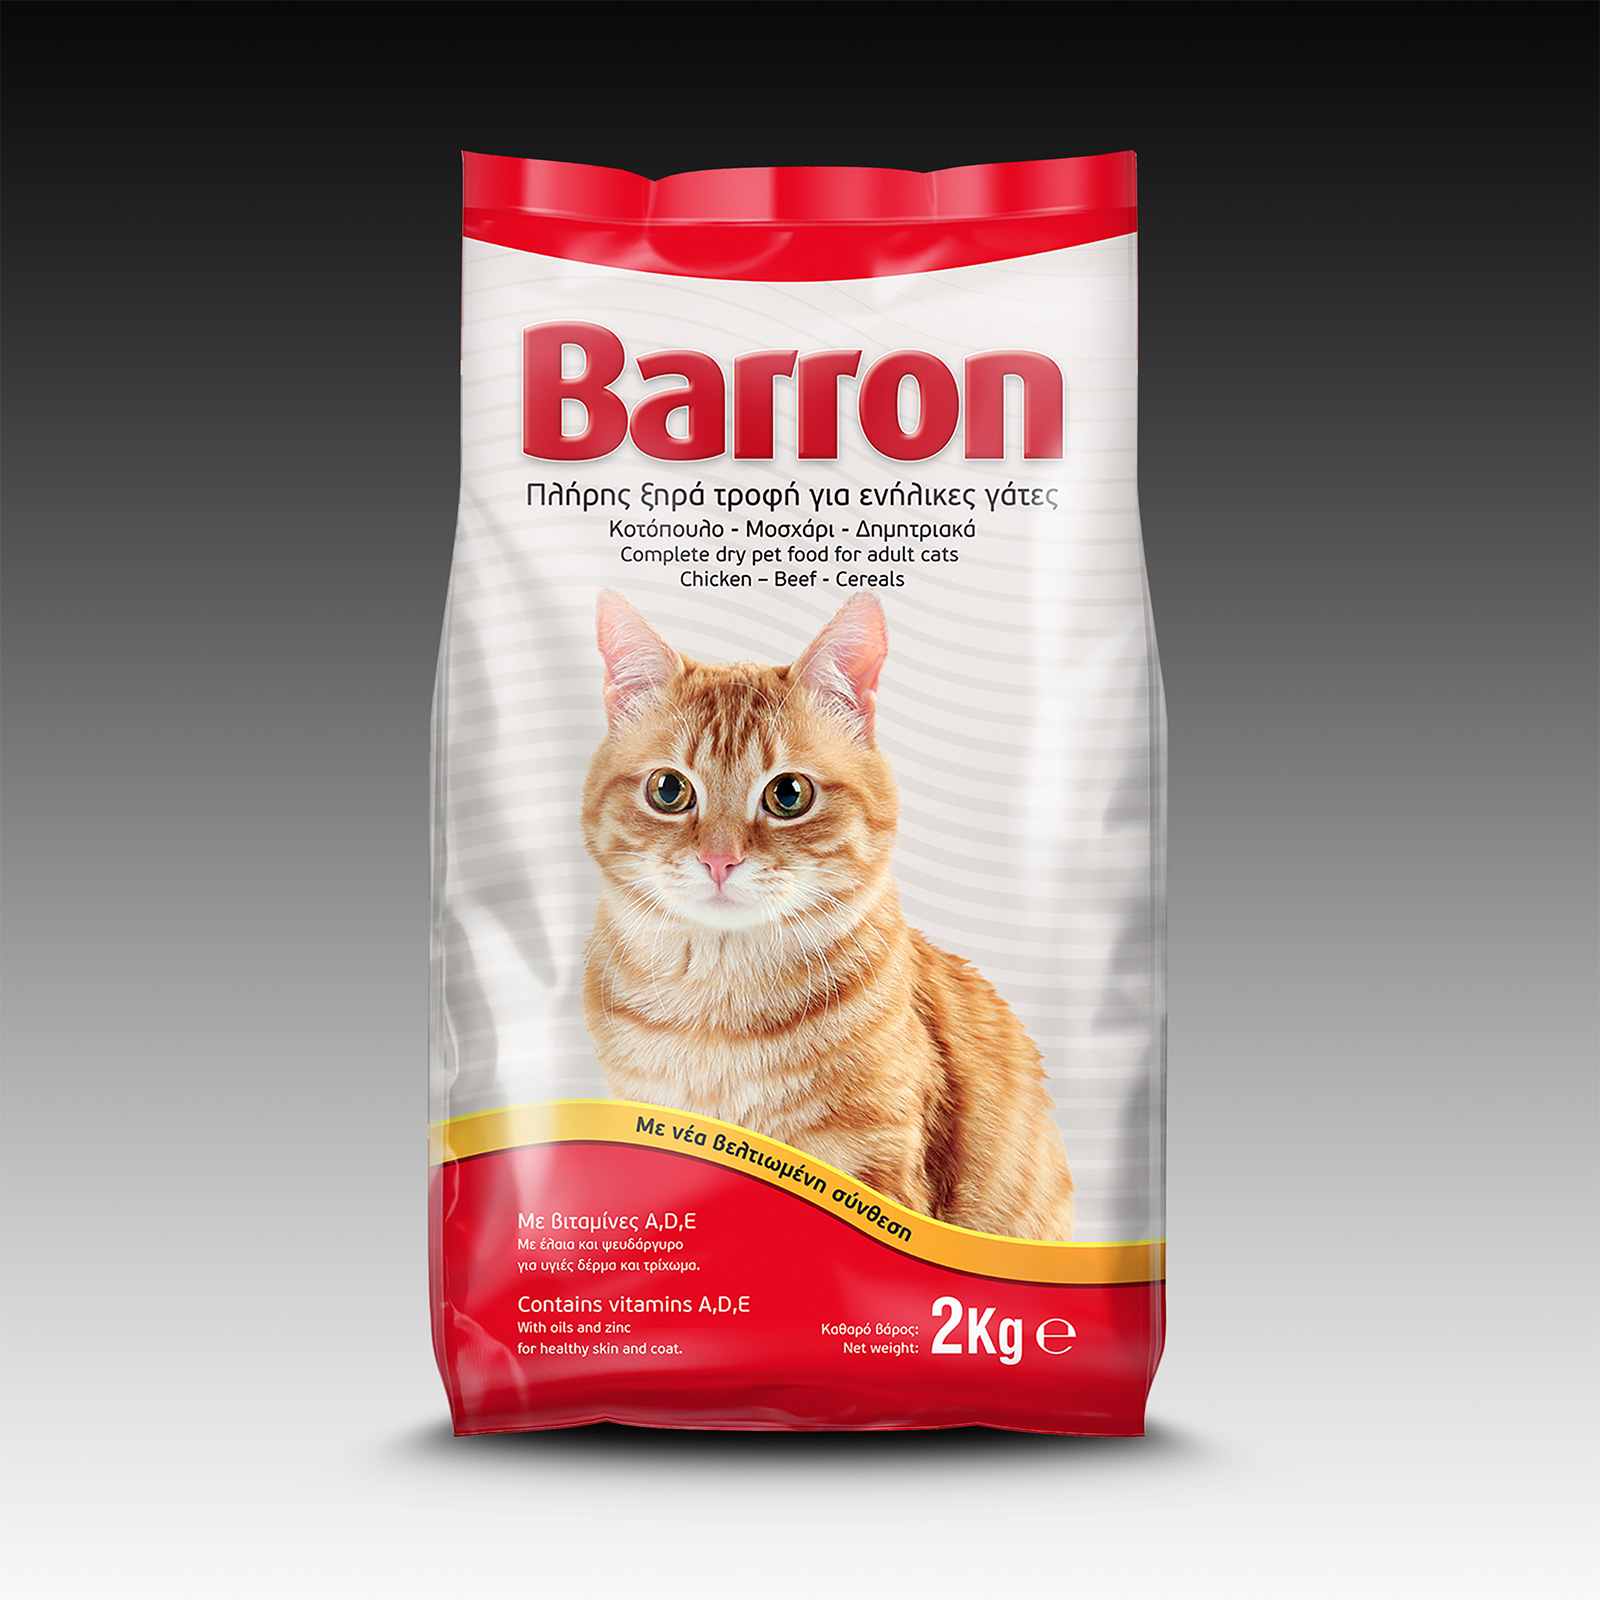 Barron
Πλήρης ξηρά τροφή για ενήλικες γάτες
Κοτόπουλο - Μοσχάρι - Δημητριακά
Complete dry pet food for adult cats
Chicken – Beef - Cereals
Με νέα βελτιωμένη σύνθεση
Με βιταμίνες A,D,E
Με έλαια και ψευδάργυρο
για υγιές δέρμα και τρίχωμα.
Contains vitamins A,D,E
With oils and zinc
for healthy skin and coat.
Καθαρό βάρος:
Net weight:
2Kg ℮